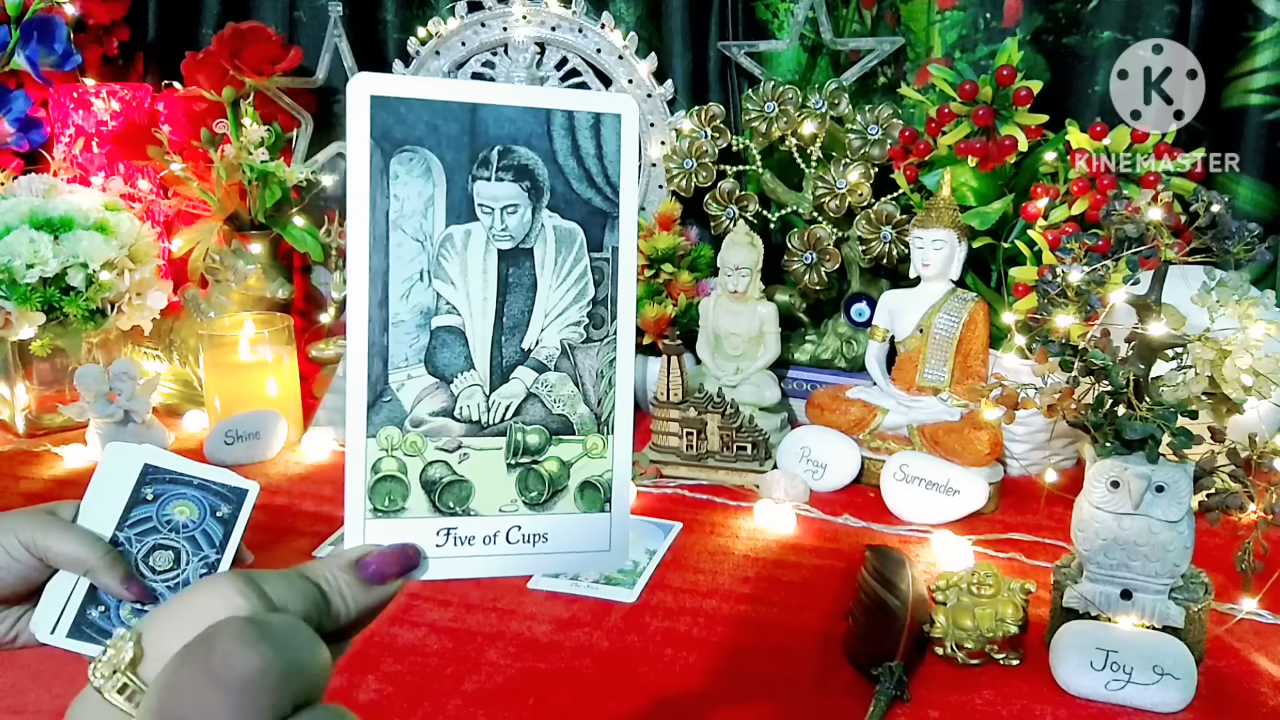 KINEMASTER
K
Shine
Five of Cups
Pray
Surrender
Joy